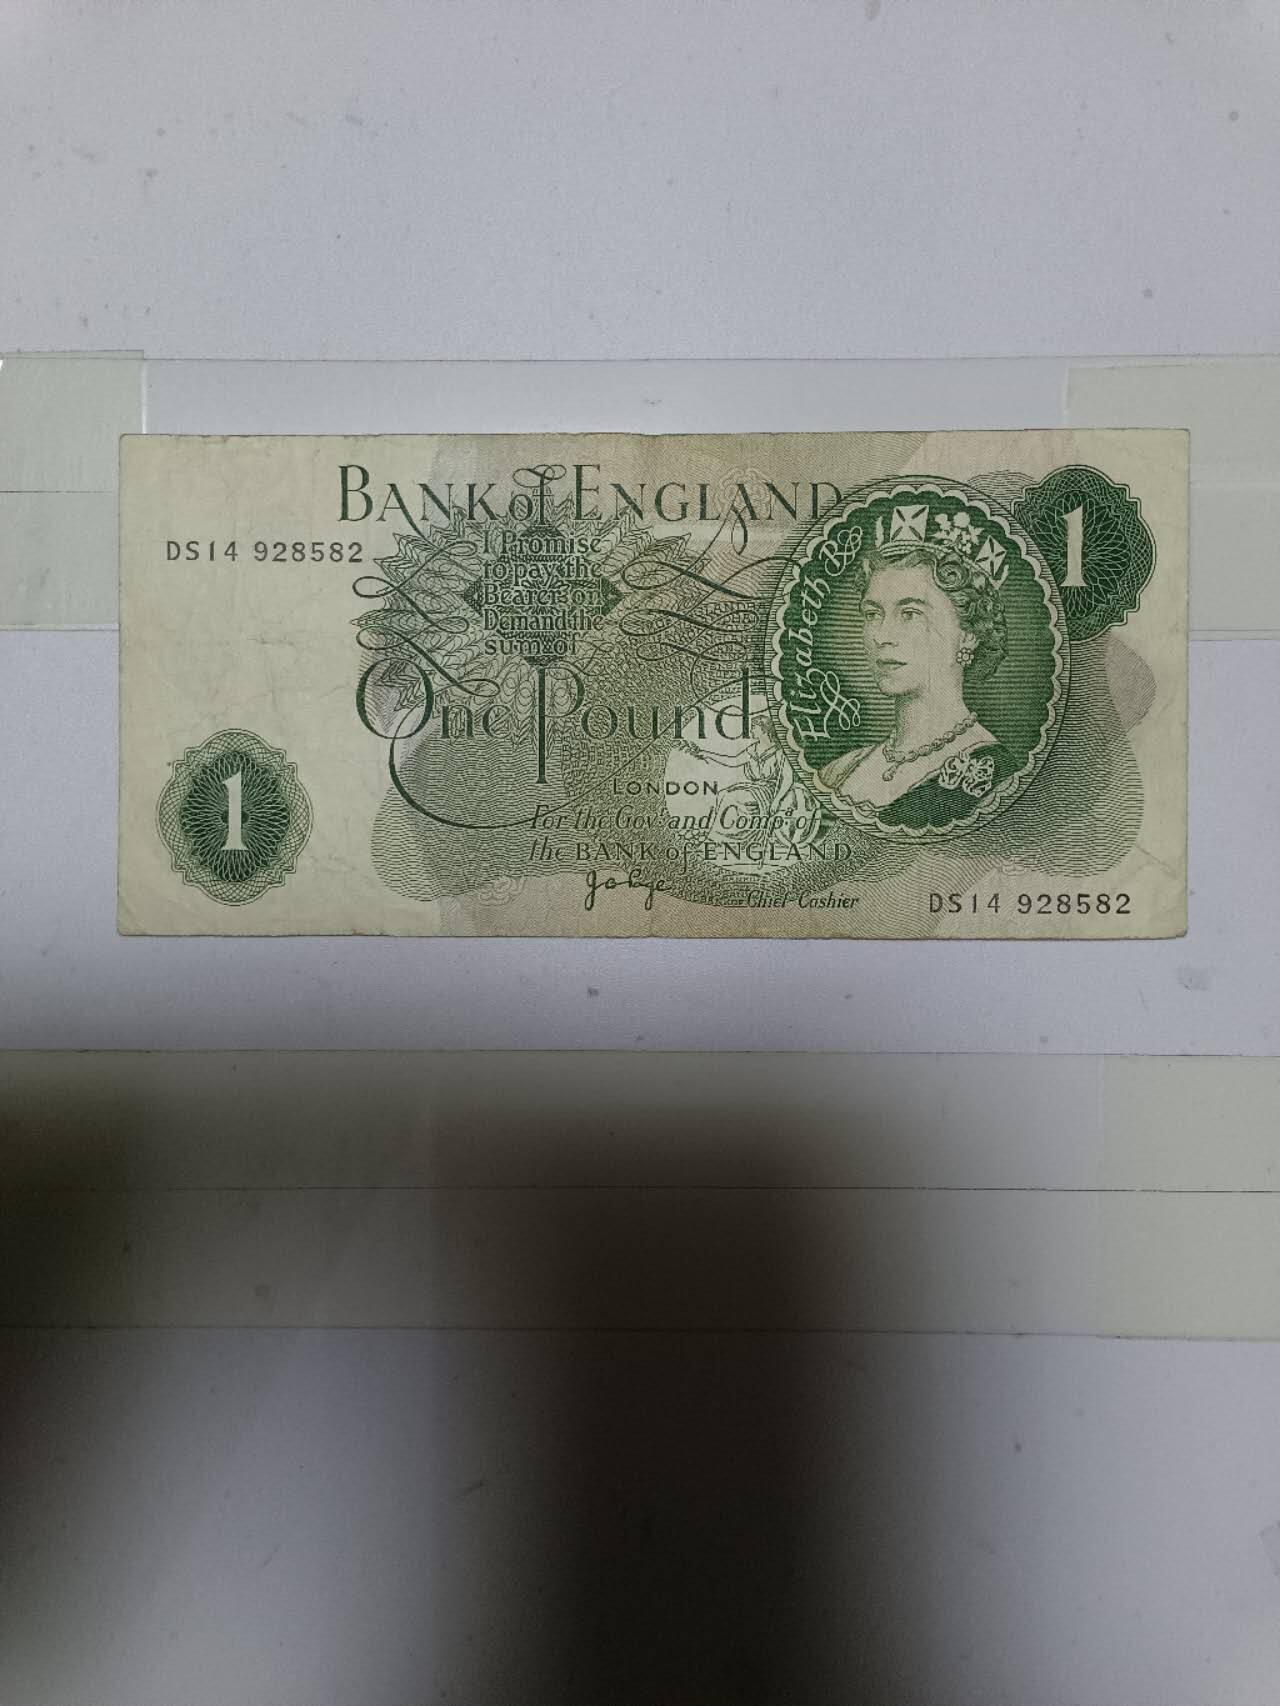 BANK of ENGLAND
1
DS14 928582
I Promise
to pay the
Bearer on
Demand the
sum of
Elizabeth R
One Pound
1
LONDON
For the Govr. and Compa. of
the BANK of ENGLAND
Chief Cashier
DS14 928582